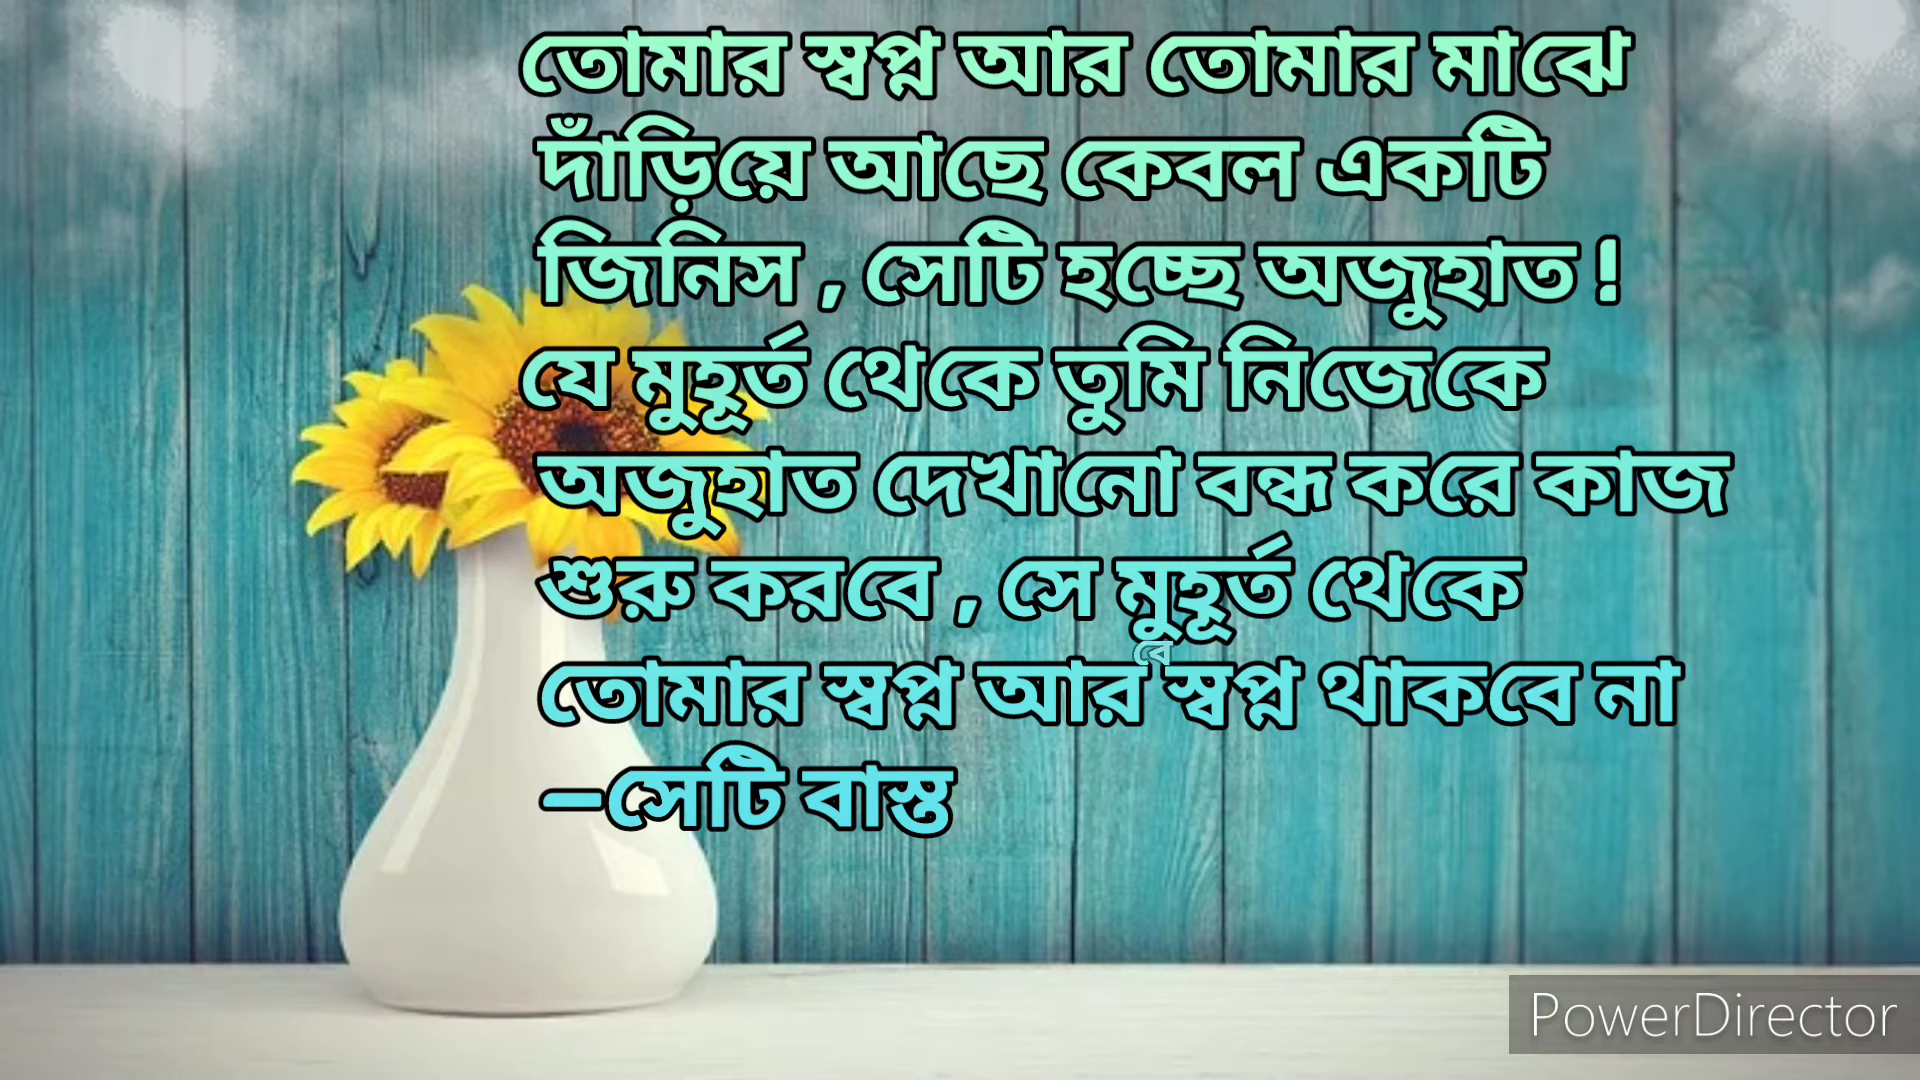 তোমার স্বপ্ন আর তোমার মাঝে
দাঁড়িয়ে আছে কেবল একটি
জিনিস , সেটি হচ্ছে অজুহাত !
যে মুহূর্ত থেকে তুমি নিজেকে
অজুহাত দেখানো বন্ধ করে কাজ
শুরু করবে , সে মুহূর্ত থেকে
বে
তোমার স্বপ্ন আর স্বপ্ন থাকবে না
–সেটি বাস্ত
PowerDirector